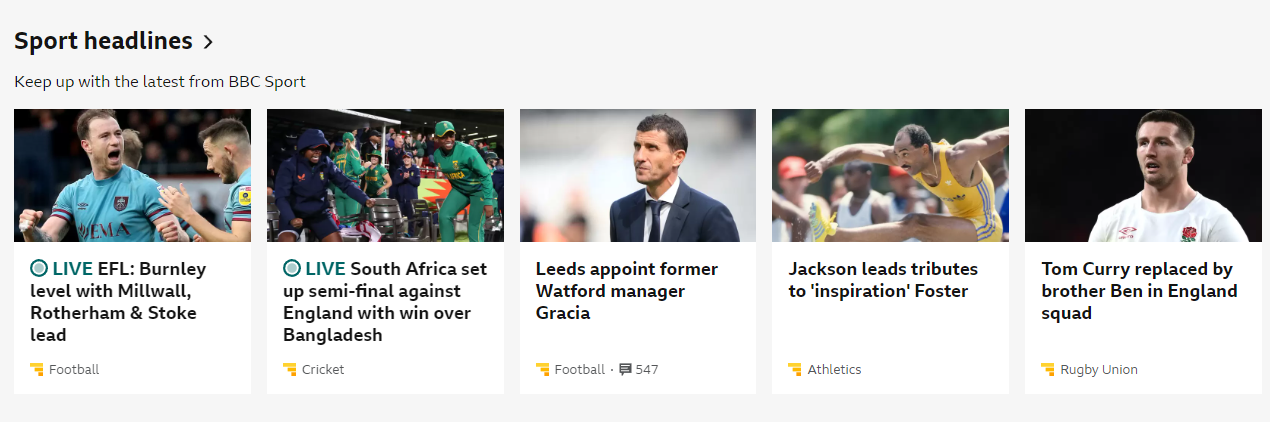 Sport headlines
Keep up with the latest from BBC Sport
LIVE EFL: Burnley
level with Millwall,
Rotherham & Stoke
lead
Football
LIVE South Africa set
up semi-final against
England with win over
Bangladesh
Cricket
Leeds appoint former
Watford manager
Gracia
Football · 547
Jackson leads tributes
to 'inspiration' Foster
Athletics
Tom Curry replaced by
brother Ben in England
squad
Rugby Union